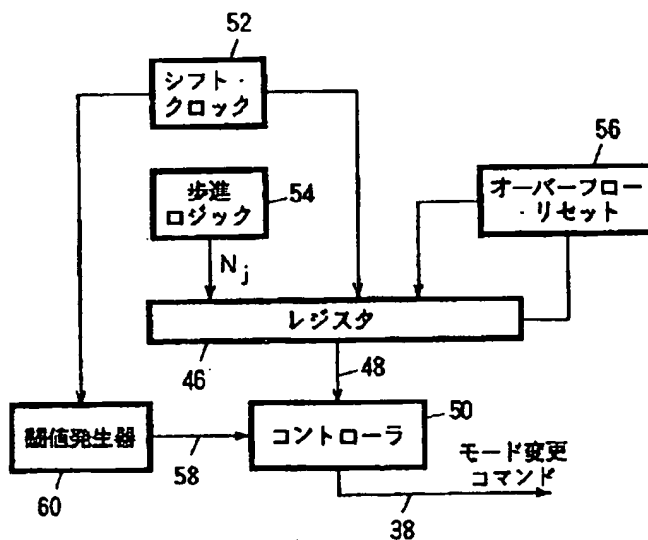 52
シフト・
クロック
56
オーバーフロー
・リセット
歩進
ロジック
54
Nj
レジスタ
46
48
50
閾値発生器
58
コントローラ
60
モード変更
コマンド
38